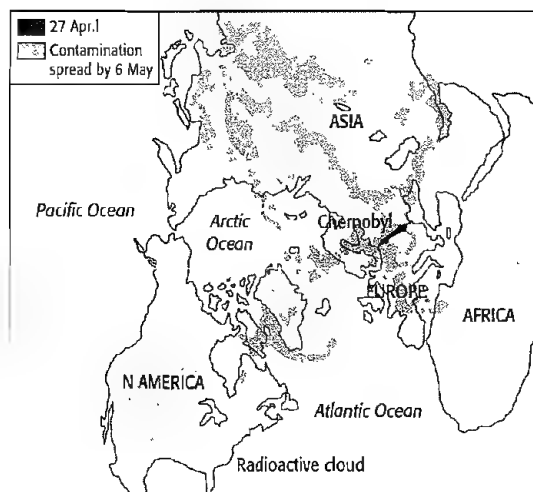 27 Apr.l
Contamination
spread by 6 May
ASIA
Pacific Ocean
Arctic
Ocean
Chernobyl
EUROPE
AFRICA
N AMERICA
Atlantic Ocean
Radioactive cloud